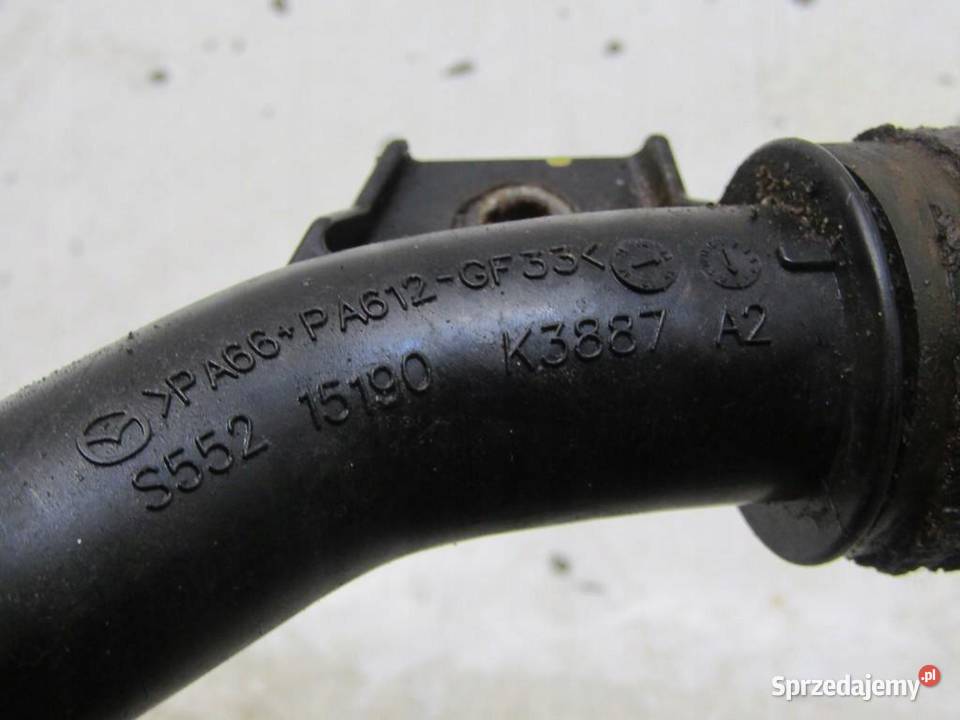 >PA66+PA612-GF33<
S552 15190 K3887 A2
Sprzedajemy.pl